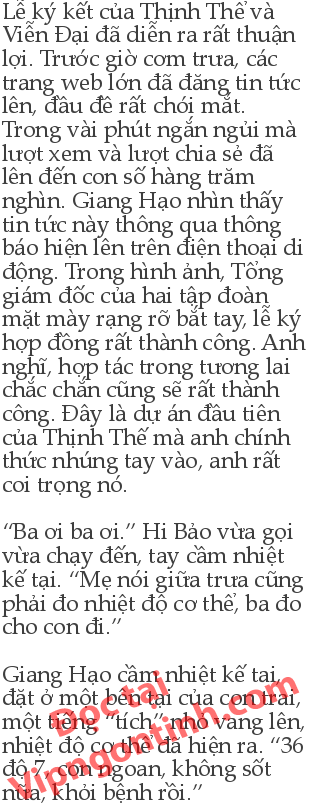 Lễ ký kết của Thịnh Thể và
Viễn Đại đã diễn ra rất thuận
lợi. Trước giờ cơm trưa, các
trang web lớn đã đăng tin tức
lên, đầu đề rất chói mắt.
Trong vài phút ngắn ngủi mà
lượt xem và lượt chia sẻ đã
lên đến con số hàng trăm
nghìn. Giang Hạo nhìn thấy
tin tức này thông qua thông
báo hiện lên trên điện thoại di
động. Trong hình ảnh, Tổng
giám đốc của hai tập đoàn
mặt mày rạng rỡ bắt tay, lễ ký
hợp đồng rất thành công. Anh
nghĩ, hợp tác trong tương lai
chắc chắn cũng sẽ rất thành
công. Đây là dự án đầu tiên
của Thịnh Thế mà anh chính
thức nhúng tay vào, anh rất
coi trọng nó.
“Ba ơi ba ơi.” Hi Bảo vừa gọi
vừa chạy đến, tay cầm nhiệt
kế tại. “Mẹ nói giữa trưa cũng
phải đo nhiệt độ cơ thể, ba đo
cho con đi.”
Giang Hạo cầm nhiệt kế tai,
đặt ở một bên tai của con trai,
một tiếng “tích” nhỏ vang lên,
nhiệt độ cơ thể đã hiện ra. “36
độ 7, con ngoan, không sốt
nữa, khỏi bệnh rồi.”
Doc tai
Vipngontinh.com